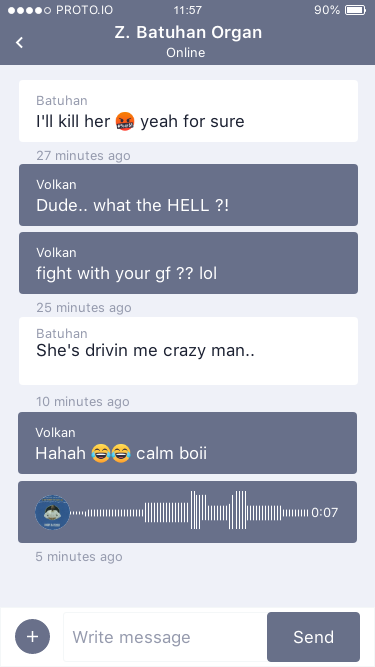 PROTO.IO 11:57 90%
Z. Batuhan Organ
Online
Batuhan
I'll kill her 🤬 yeah for sure
27 minutes ago
Volkan
Dude.. what the HELL ?!
Volkan
fight with your gf ?? lol
25 minutes ago
Batuhan
She's drivin me crazy man..
10 minutes ago
Volkan
Hahah 😂😂 calm boii
0:07
5 minutes ago
+ Write message Send